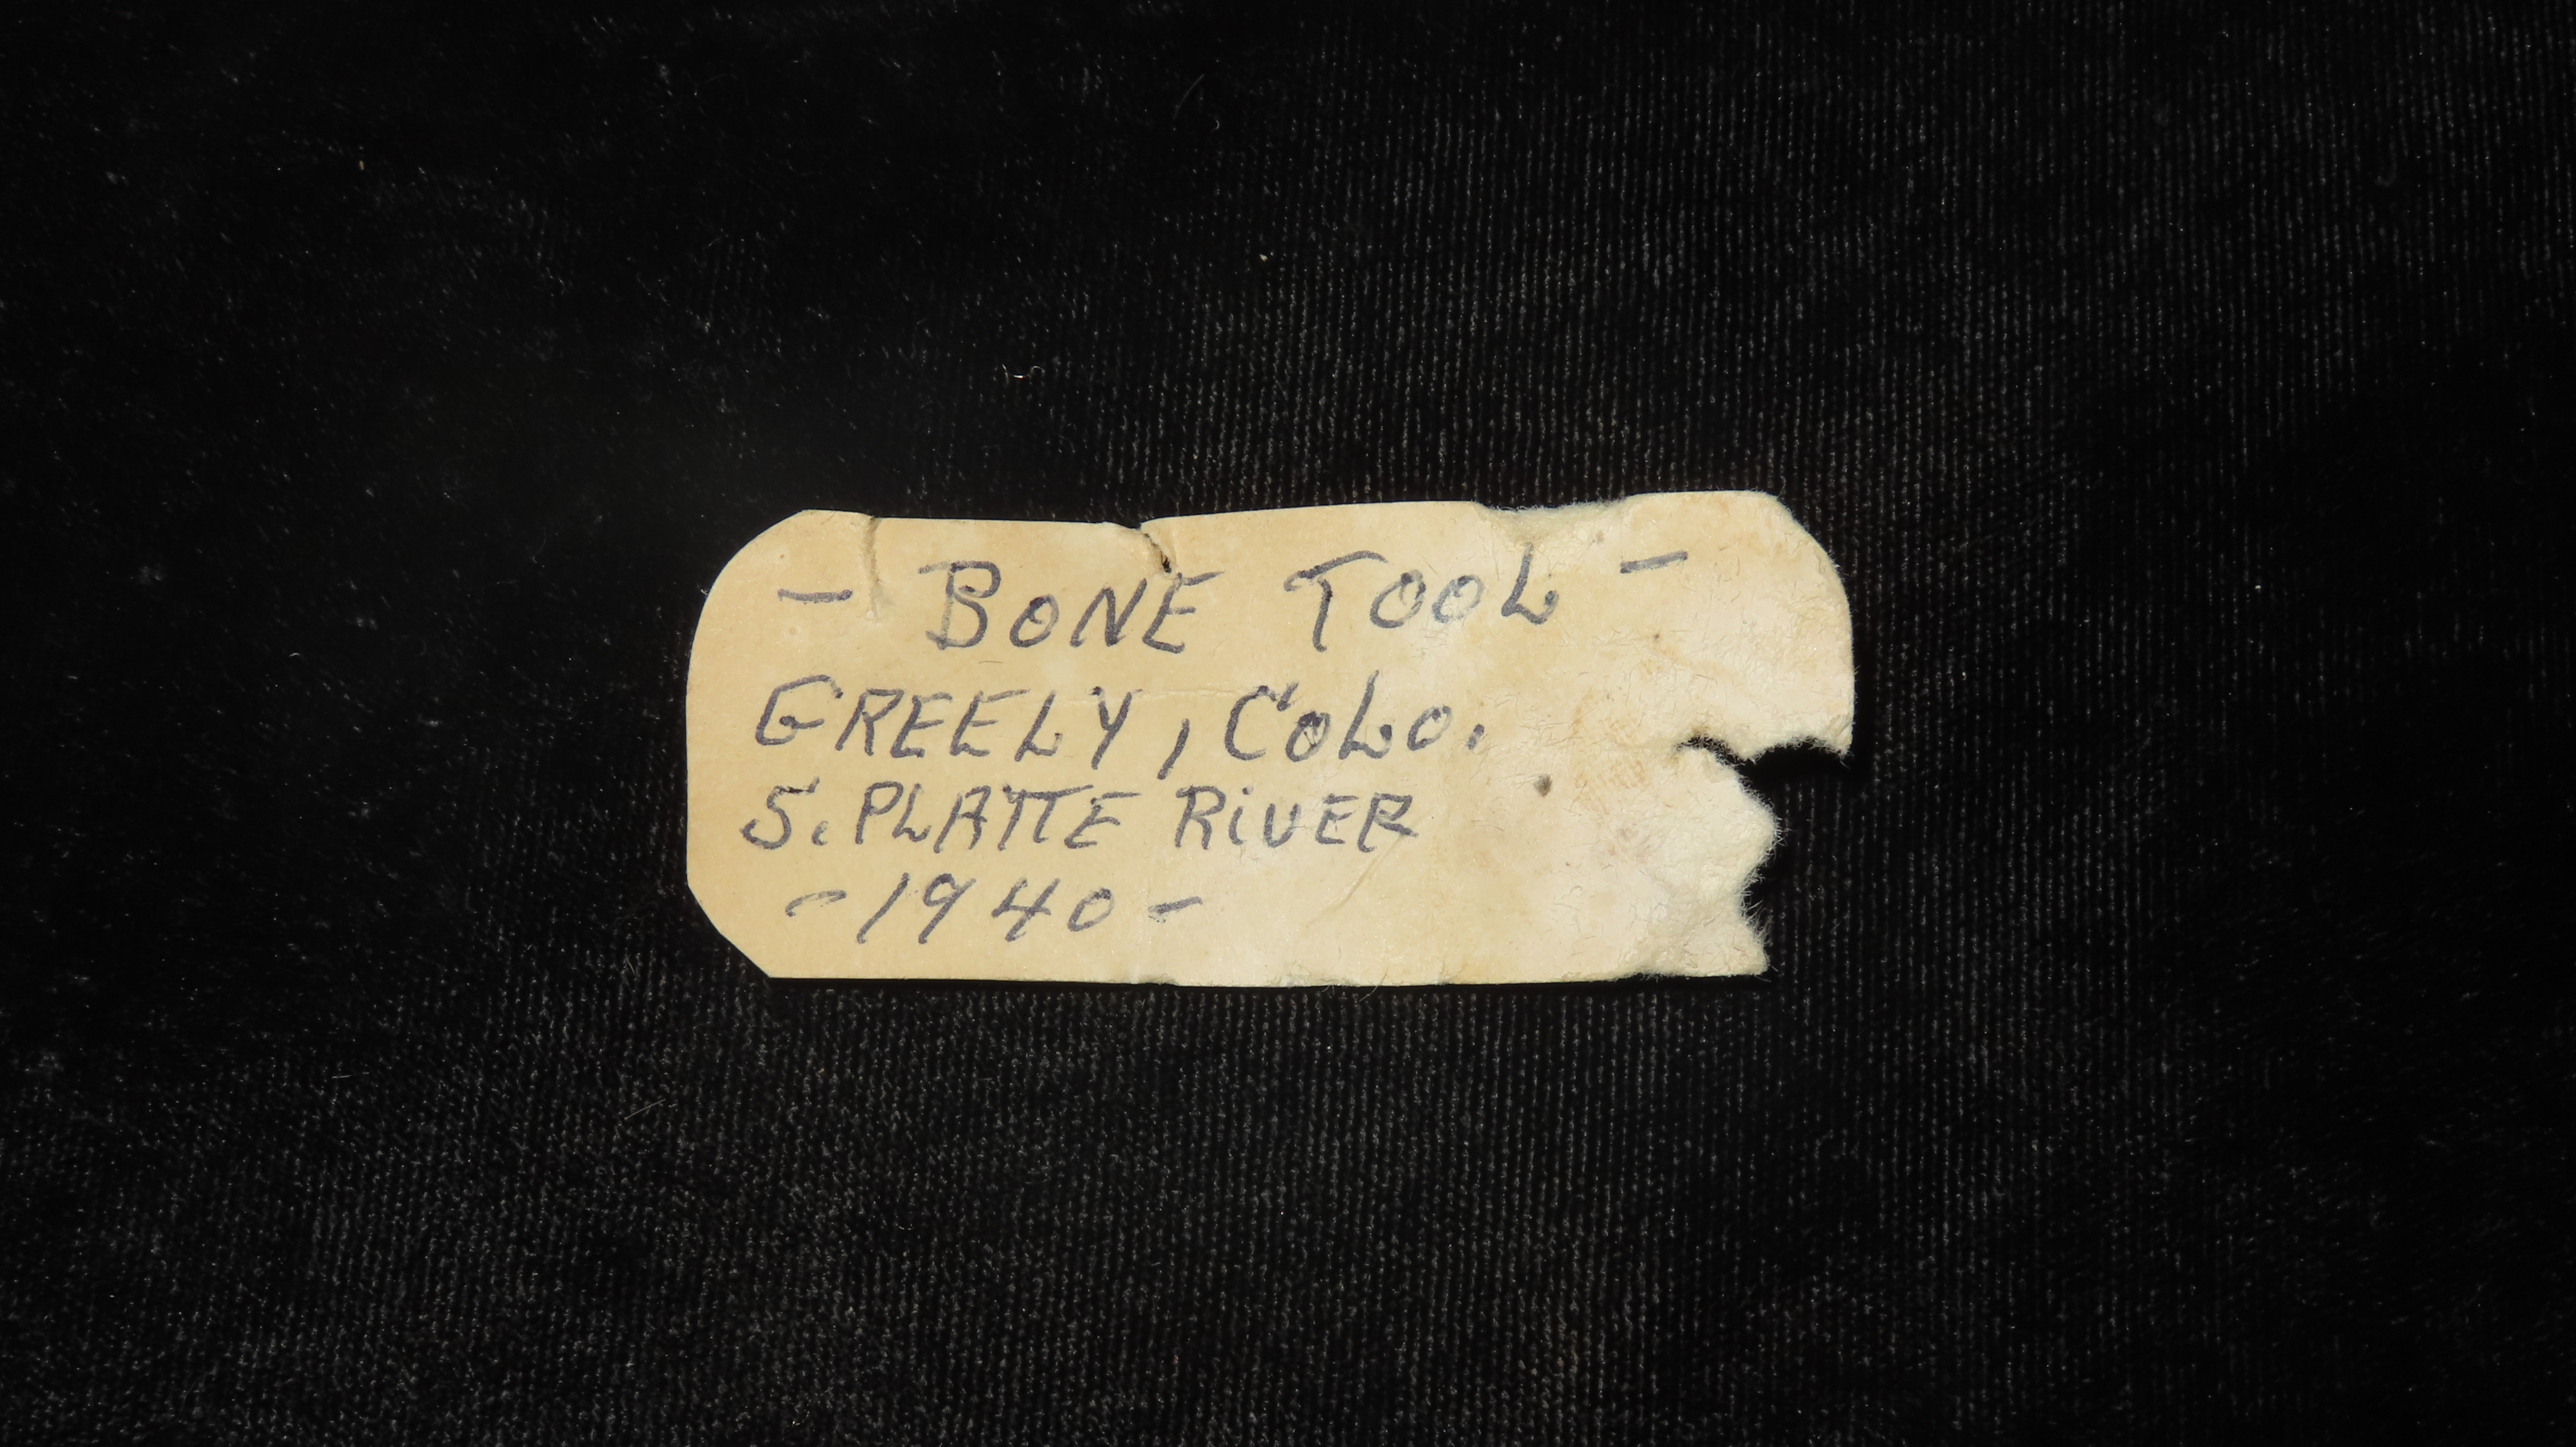 - BONE TOOL -
GREELY, COLO.
S. PLATTE RIVER
- 1940 -